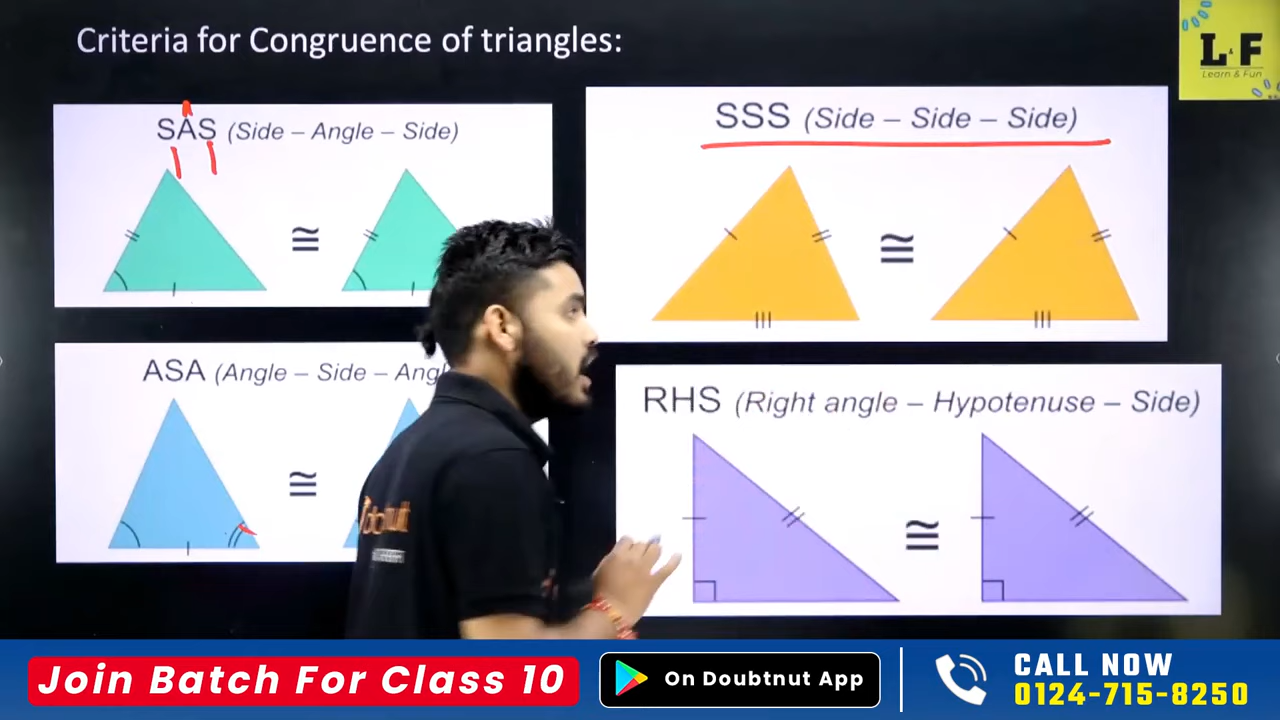 Criteria for Congruence of triangles:
L&F
Learn & Fun
SAS (Side – Angle – Side)
≅
SSS (Side – Side – Side)
≅
ASA (Angle – Side – Angl
≅
RHS (Right angle – Hypotenuse – Side)
≅
Join Batch For Class 10
On Doubtnut App
CALL NOW
0124-715-8250